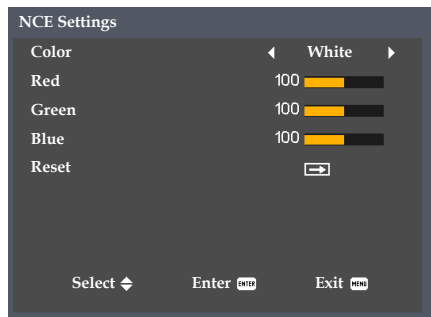 NCE Settings
Color White
Red 100
Green 100
Blue 100
Reset
Select Enter ENTER Exit MENU